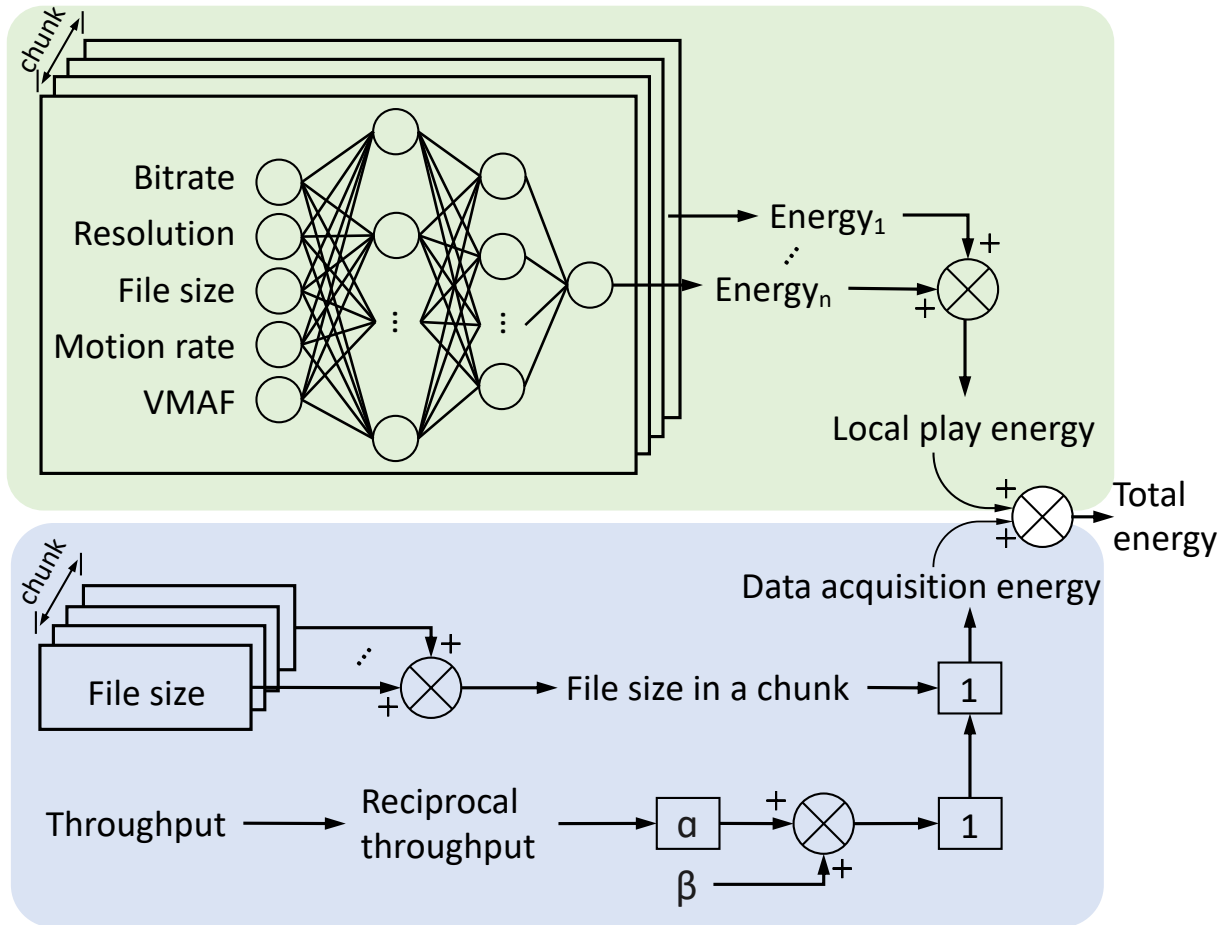 chunk
Bitrate
Resolution
File size
Motion rate
VMAF
...
...
Energy₁
...
Energyₙ
+
+
Local play energy
+
+
Total
energy
chunk
Data acquisition energy
File size
...
+
+
File size in a chunk
1
Throughput
Reciprocal
throughput
α
+
+
1
β